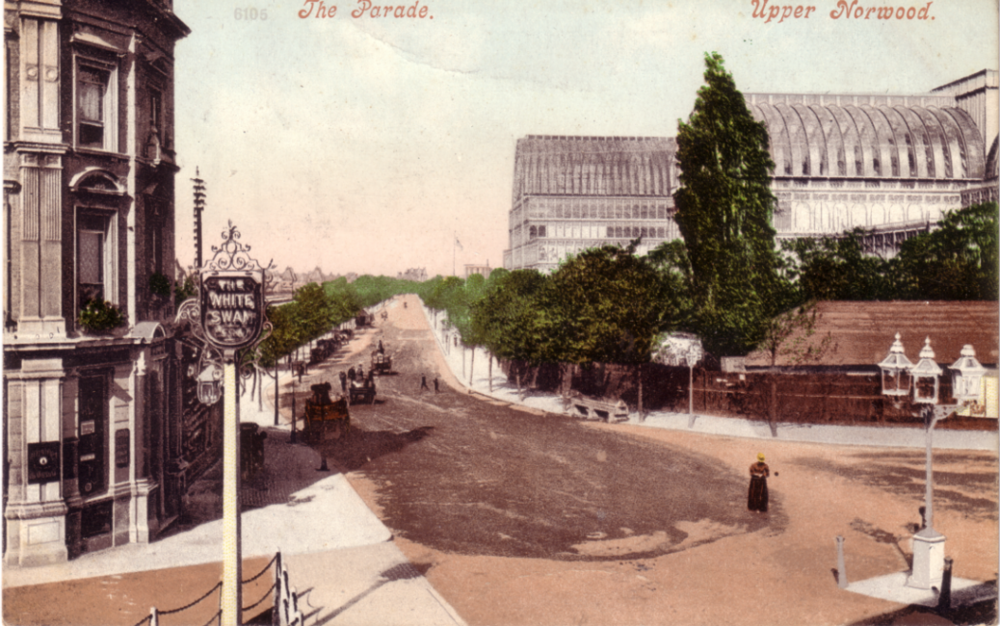 6105
The Parade.
Upper Norwood.
THE
WHITE
SWAN